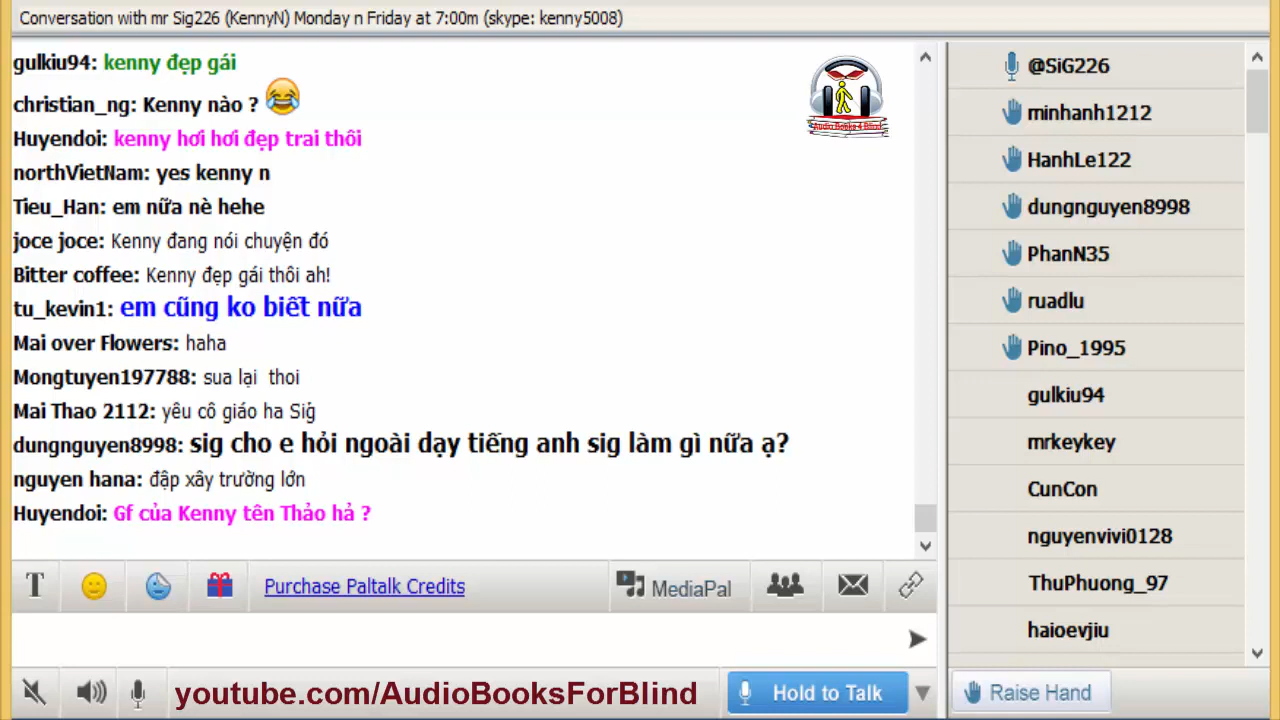 Conversation with mr Sig226 (KennyN) Monday n Friday at 7:00m (skype: kenny5008)
gulkiu94: kenny đẹp gái
christian_ng: Kenny nào ?
Huyendoi: kenny hơi hơi đẹp trai thôi
northVietNam: yes kenny n
Tieu_Han: em nữa nè hehe
joce joce: Kenny đang nói chuyện đó
Bitter coffee: Kenny đẹp gái thôi ah!
tu_kevin1: em cũng ko biết nữa
Mai over Flowers: haha
Mongtuyen197788: sua lại  thoi
Mai Thao 2112: yêu cô giáo ha Sig
dungnguyen8998: sig cho e hỏi ngoài dạy tiếng anh sig làm gì nữa ạ?
nguyen hana: đập xây trường lớn
Huyendoi: Gf của Kenny tên Thảo hả ?
Audio Books 4 Blind
T
Purchase Paltalk Credits
MediaPal
youtube.com/AudioBooksForBlind
Hold to Talk
@SiG226
minhanh1212
HanhLe122
dungnguyen8998
PhanN35
ruadlu
Pino_1995
gulkiu94
mrkeykey
CunCon
nguyenvivi0128
ThuPhuong_97
haioevjiu
Raise Hand